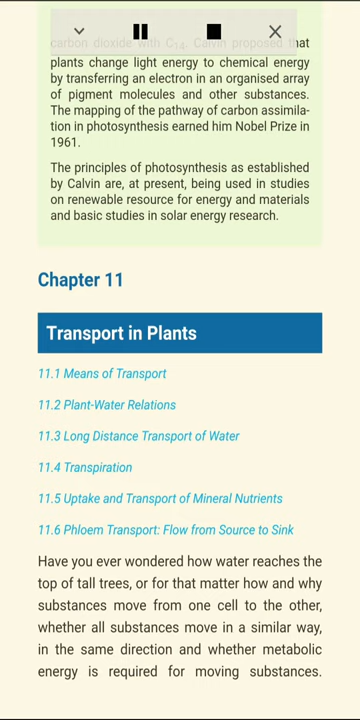 carbon dioxide with C14; Calvin proposed that
plants change light energy to chemical energy
by transferring an electron in an organised array
of pigment molecules and other substances.
The mapping of the pathway of carbon assimila-
tion in photosynthesis earned him Nobel Prize in
1961.
The principles of photosynthesis as established
by Calvin are, at present, being used in studies
on renewable resource for energy and materials
and basic studies in solar energy research.
Chapter 11
Transport in Plants
11.1 Means of Transport
11.2 Plant-Water Relations
11.3 Long Distance Transport of Water
11.4 Transpiration
11.5 Uptake and Transport of Mineral Nutrients
11.6 Phloem Transport: Flow from Source to Sink
Have you ever wondered how water reaches the
top of tall trees, or for that matter how and why
substances move from one cell to the other,
whether all substances move in a similar way,
in the same direction and whether metabolic
energy is required for moving substances.